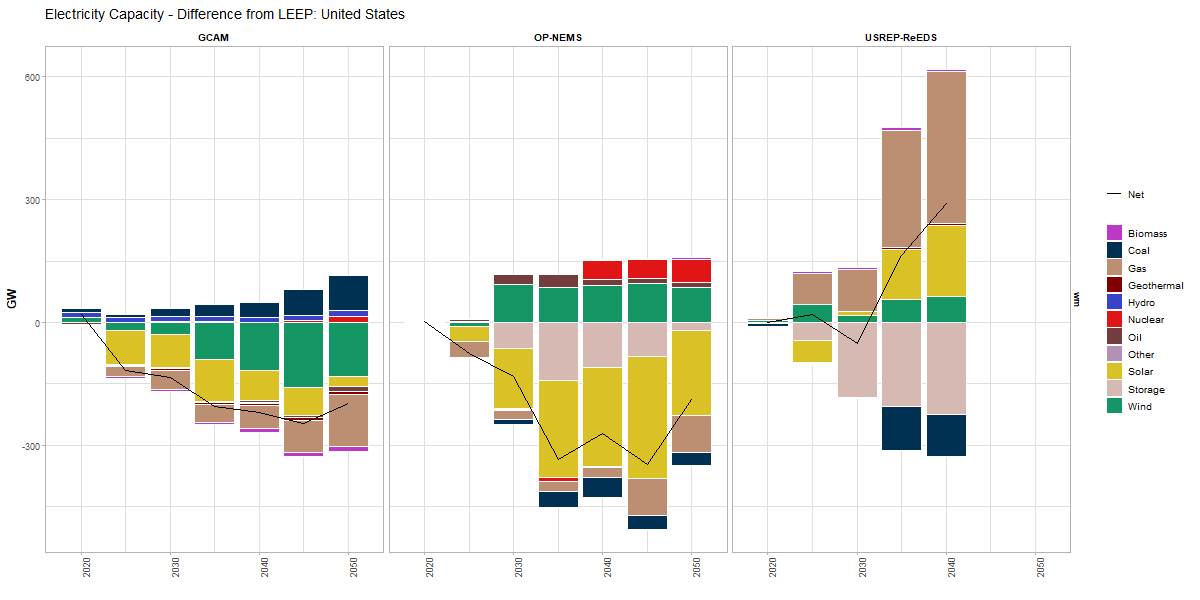 Electricity Capacity - Difference from LEEP: United States
GCAM
OP-NEMS
USREP-ReEDS
GW
600
300
0
-300
2020
2030
2040
2050
2020
2030
2040
2050
2020
2030
2040
2050
wm
Net
Biomass
Coal
Gas
Geothermal
Hydro
Nuclear
Oil
Other
Solar
Storage
Wind